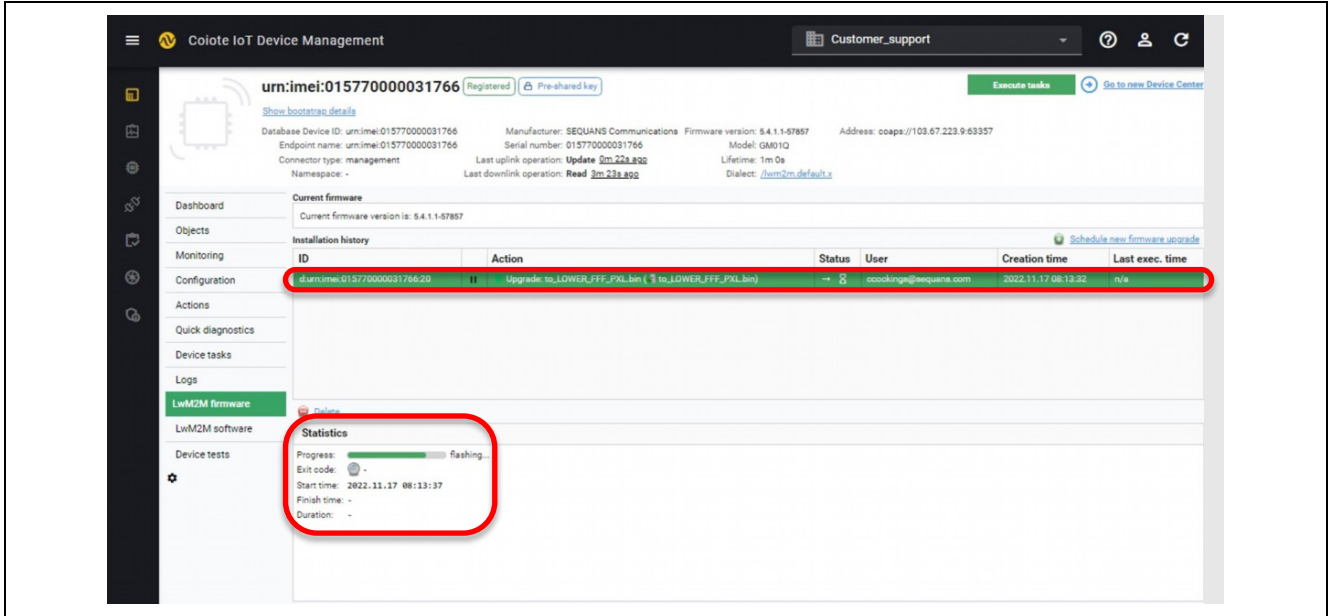 Coiote IoT Device Management
Customer_support
urn:imei:015770000031766 Registered Pre-shared key
Execute tasks
Go to new Device Center
Show bootstrap details
Database Device ID: urn:imei:015770000031766 Manufacturer: SEQUANS Communications Firmware version: 5.4.1.1-57857 Address: coaps://103.67.223.9:63357
Endpoint name: urn:imei:015770000031766 Serial number: 015770000031766 Model: GM01Q
Connector type: management Last uplink operation: Update 0m 22s ago Lifetime: 1m 0s
Namespace: - Last downlink operation: Read 3m 23s ago Dialect: /lwm2m.default.x
Dashboard
Objects
Monitoring
Configuration
Actions
Quick diagnostics
Device tasks
Logs
LwM2M firmware
LwM2M software
Device tests
Current firmware
Current firmware version is: 5.4.1.1-57857
Installation history
Schedule new firmware upgrade
ID Action Status User Creation time Last exec. time
d:urn:imei:015770000031766:20 Upgrade: to_LOWER_FFF_PXL.bin ( to_LOWER_FFF_PXL.bin) ccockings@sequans.com 2022.11.17 08:13:32 n/a
Delete
Statistics
Progress: flashing...
Exit code: -
Start time: 2022.11.17 08:13:37
Finish time: -
Duration: -